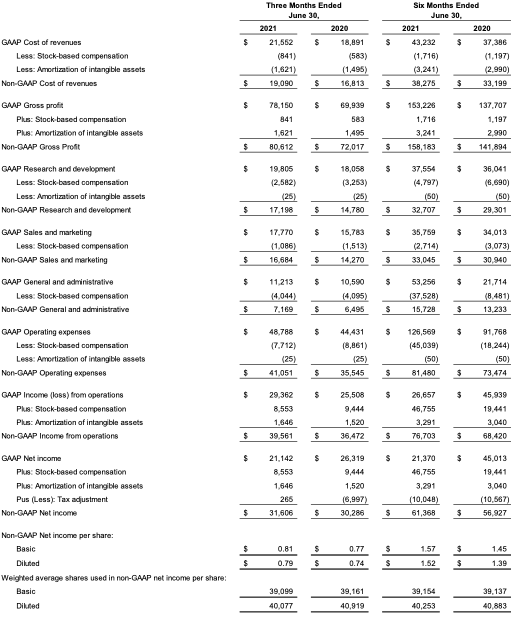 Three Months Ended Six Months Ended
June 30, June 30,
2021 2020 2021 2020
GAAP Cost of revenues $ 21,552 $ 18,891 $ 43,232 $ 37,386
Less: Stock-based compensation (841) (583) (1,716) (1,197)
Less: Amortization of intangible assets (1,621) (1,495) (3,241) (2,990)
Non-GAAP Cost of revenues $ 19,090 $ 16,813 $ 38,275 $ 33,199
GAAP Gross profit $ 78,150 $ 69,939 $ 153,226 $ 137,707
Plus: Stock-based compensation 841 583 1,716 1,197
Plus: Amortization of intangible assets 1,621 1,495 3,241 2,990
Non-GAAP Gross Profit $ 80,612 $ 72,017 $ 158,183 $ 141,894
GAAP Research and development $ 19,805 $ 18,058 $ 37,554 $ 36,041
Less: Stock-based compensation (2,582) (3,253) (4,797) (6,690)
Less: Amortization of intangible assets (25) (25) (50) (50)
Non-GAAP Research and development $ 17,198 $ 14,780 $ 32,707 $ 29,301
GAAP Sales and marketing $ 17,770 $ 15,783 $ 35,759 $ 34,013
Less: Stock-based compensation (1,086) (1,513) (2,714) (3,073)
Non-GAAP Sales and marketing $ 16,684 $ 14,270 $ 33,045 $ 30,940
GAAP General and administrative $ 11,213 $ 10,590 $ 53,256 $ 21,714
Less: Stock-based compensation (4,044) (4,095) (37,528) (8,481)
Non-GAAP General and administrative $ 7,169 $ 6,495 $ 15,728 $ 13,233
GAAP Operating expenses $ 48,788 $ 44,431 $ 126,569 $ 91,768
Less: Stock-based compensation (7,712) (8,861) (45,039) (18,244)
Less: Amortization of intangible assets (25) (25) (50) (50)
Non-GAAP Operating expenses $ 41,051 $ 35,545 $ 81,480 $ 73,474
GAAP Income (loss) from operations $ 29,362 $ 25,508 $ 26,657 $ 45,939
Plus: Stock-based compensation 8,553 9,444 46,755 19,441
Plus: Amortization of intangible assets 1,646 1,520 3,291 3,040
Non-GAAP Income from operations $ 39,561 $ 36,472 $ 76,703 $ 68,420
GAAP Net income $ 21,142 $ 26,319 $ 21,370 $ 45,013
Plus: Stock-based compensation 8,553 9,444 46,755 19,441
Plus: Amortization of intangible assets 1,646 1,520 3,291 3,040
Pus (Less): Tax adjustment 265 (6,997) (10,048) (10,567)
Non-GAAP Net income $ 31,606 $ 30,286 $ 61,368 $ 56,927
Non-GAAP Net income per share:
Basic $ 0.81 $ 0.77 $ 1.57 $ 1.45
Diluted $ 0.79 $ 0.74 $ 1.52 $ 1.39
Weighted average shares used in non-GAAP net income per share:
Basic 39,099 39,161 39,154 39,137
Diluted 40,077 40,919 40,253 40,883